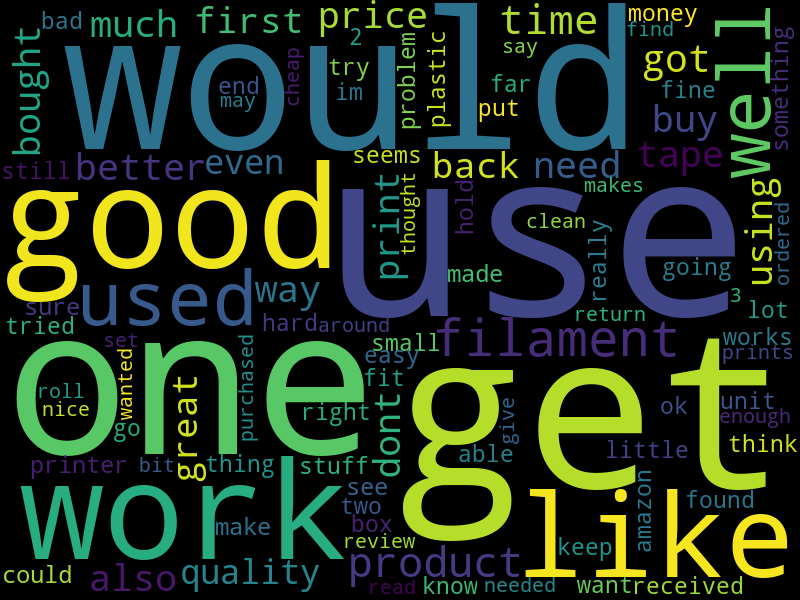 bad much first price time money
2 say find
bought would got something
end try problem plastic far fine well
may cheap im put buy
still better even seems back need tape
good print thought hold use makes using ordered
clean
used way made really going
sure return 3 lot
tried hard around small filament works
set easy prints
one roll wanted great purchased fit get
nice go right dont give ok unit enough
printer bit thing stuff able little think
work see like
make two amazon found
box review keep
could also quality product read know needed want received